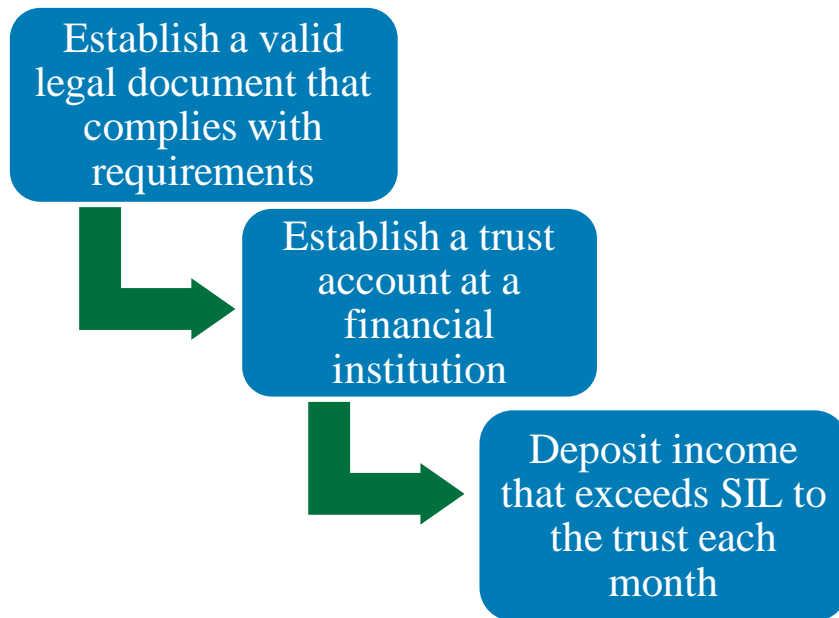 Establish a valid
legal document that
complies with
requirements
Establish a trust
account at a
financial
institution
Deposit income
that exceeds SIL to
the trust each
month